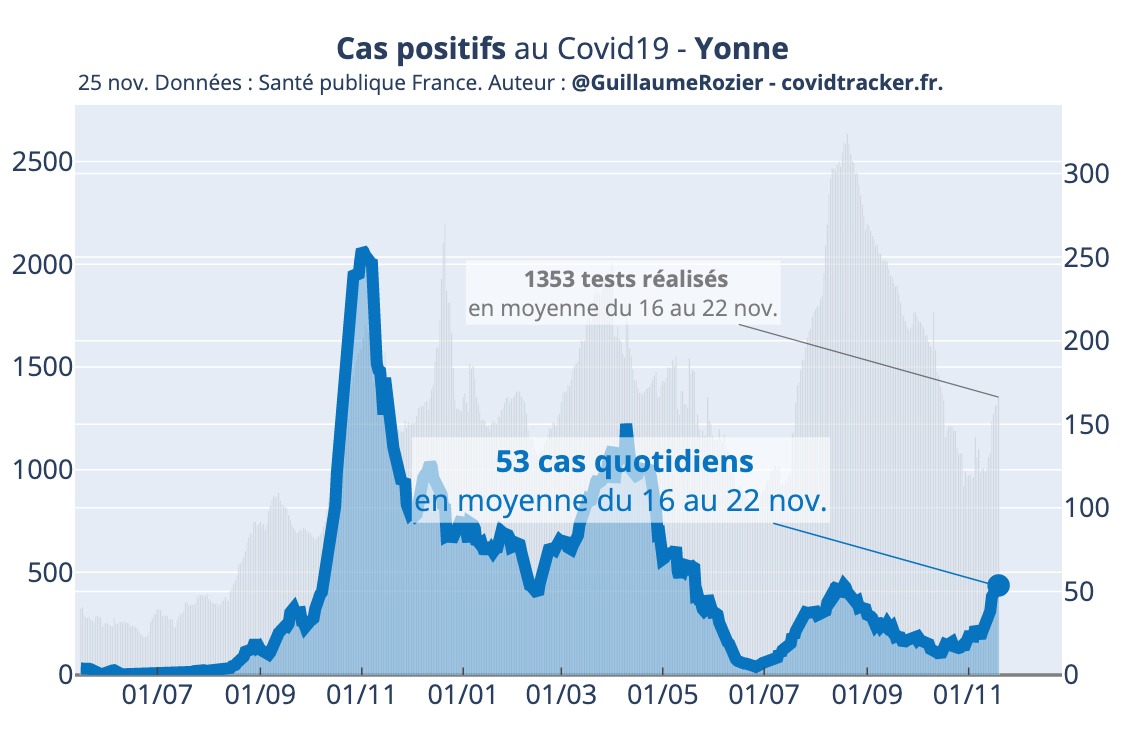 Cas positifs au Covid19 - Yonne
25 nov. Données : Santé publique France. Auteur : @GuillaumeRozier - covidtracker.fr.
2500
2000
1500
1000
500
0
300
250
200
150
100
50
0
1353 tests réalisés
en moyenne du 16 au 22 nov.
53 cas quotidiens
en moyenne du 16 au 22 nov.
01/07 01/09 01/11 01/01 01/03 01/05 01/07 01/09 01/11